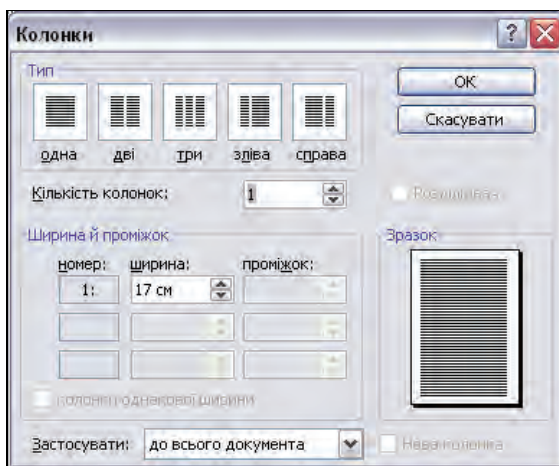 Колонки
Тип
ОК
Скасувати
одна
дві
три
зліва
справа
Кількість колонок:
1
Розділювач
Ширина й проміжок
Зразок
номер:
ширина:
проміжок:
1:
17 см
колонки однакової ширини
Застосувати:
до всього документа
Нова колонка